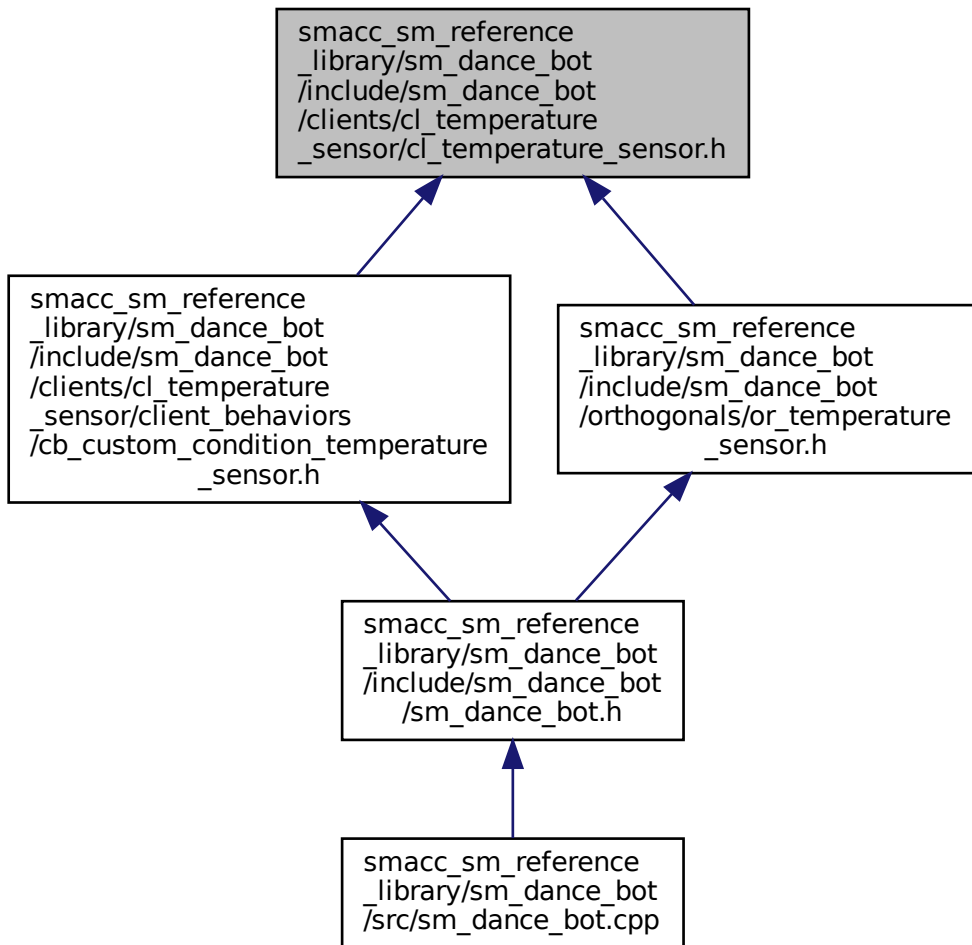 smacc_sm_reference
_library/sm_dance_bot
/include/sm_dance_bot
/clients/cl_temperature
_sensor/cl_temperature_sensor.h
smacc_sm_reference
_library/sm_dance_bot
/include/sm_dance_bot
/clients/cl_temperature
_sensor/client_behaviors
/cb_custom_condition_temperature
_sensor.h
smacc_sm_reference
_library/sm_dance_bot
/include/sm_dance_bot
/orthogonals/or_temperature
_sensor.h
smacc_sm_reference
_library/sm_dance_bot
/include/sm_dance_bot
/sm_dance_bot.h
smacc_sm_reference
_library/sm_dance_bot
/src/sm_dance_bot.cpp